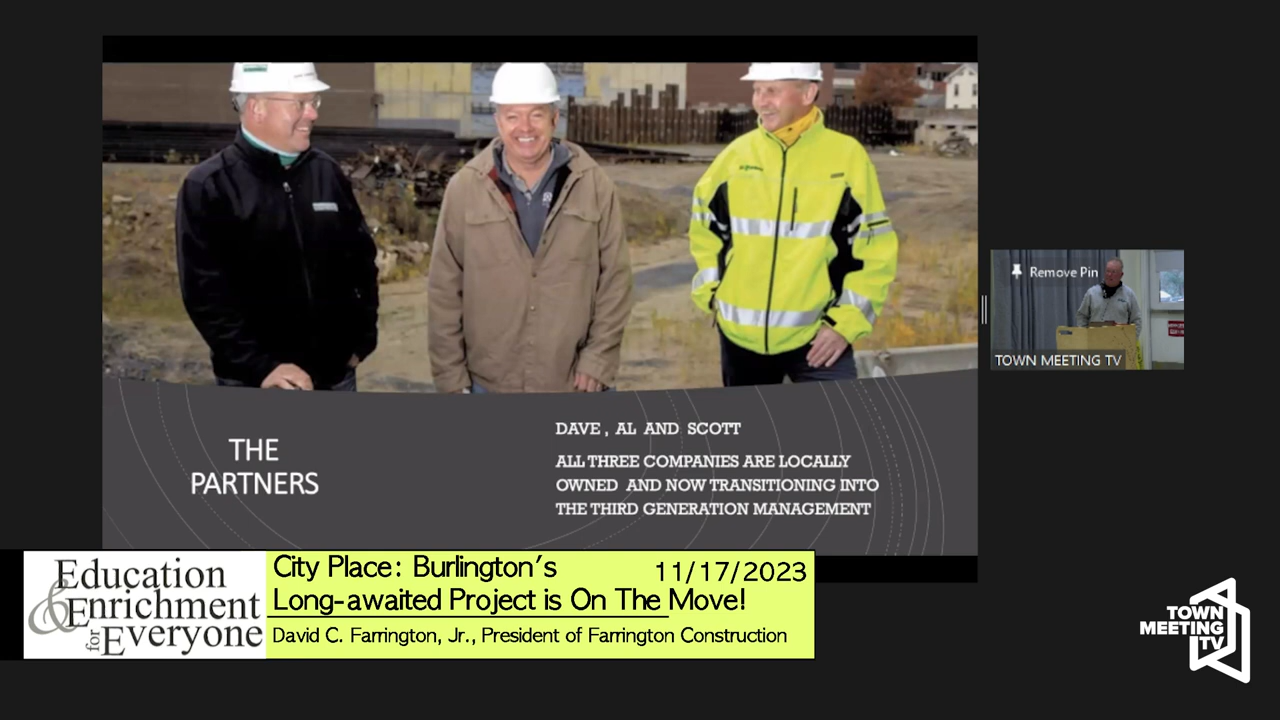 Remove Pin
TOWN MEETING TV
THE
PARTNERS
DAVE , AL AND SCOTT
ALL THREE COMPANIES ARE LOCALLY
OWNED AND NOW TRANSITIONING INTO
THE THIRD GENERATION MANAGEMENT
Education
& Enrichment
for Everyone
City Place: Burlington's
11/17/2023
Long-awaited Project is On The Move!
David C. Farrington, Jr., President of Farrington Construction
TOWN
MEETING
TV